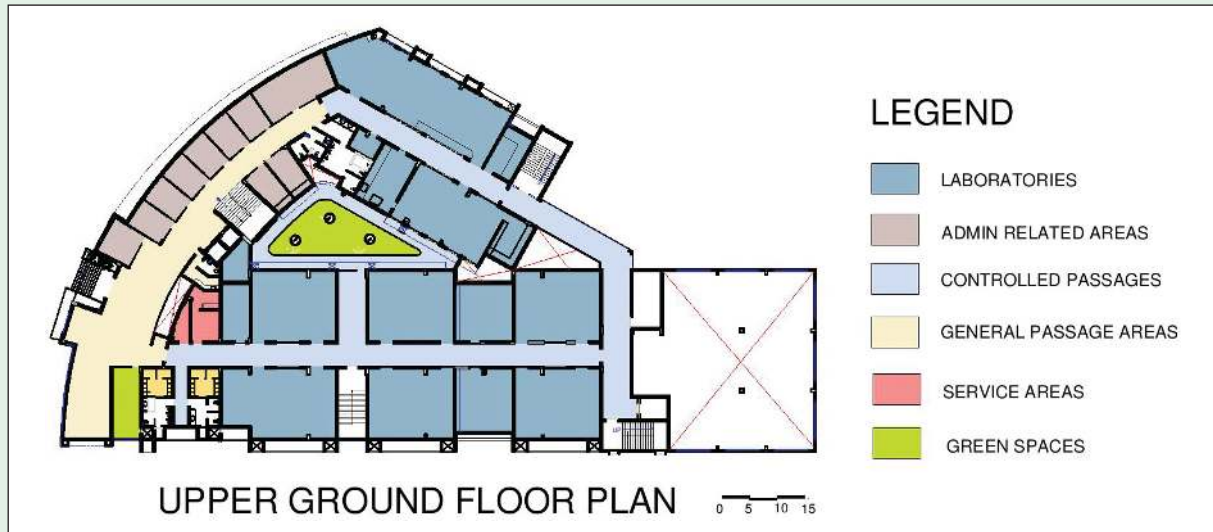 LEGEND
LABORATORIES
ADMIN RELATED AREAS
CONTROLLED PASSAGES
GENERAL PASSAGE AREAS
SERVICE AREAS
GREEN SPACES
UPPER GROUND FLOOR PLAN
0 5 10 15